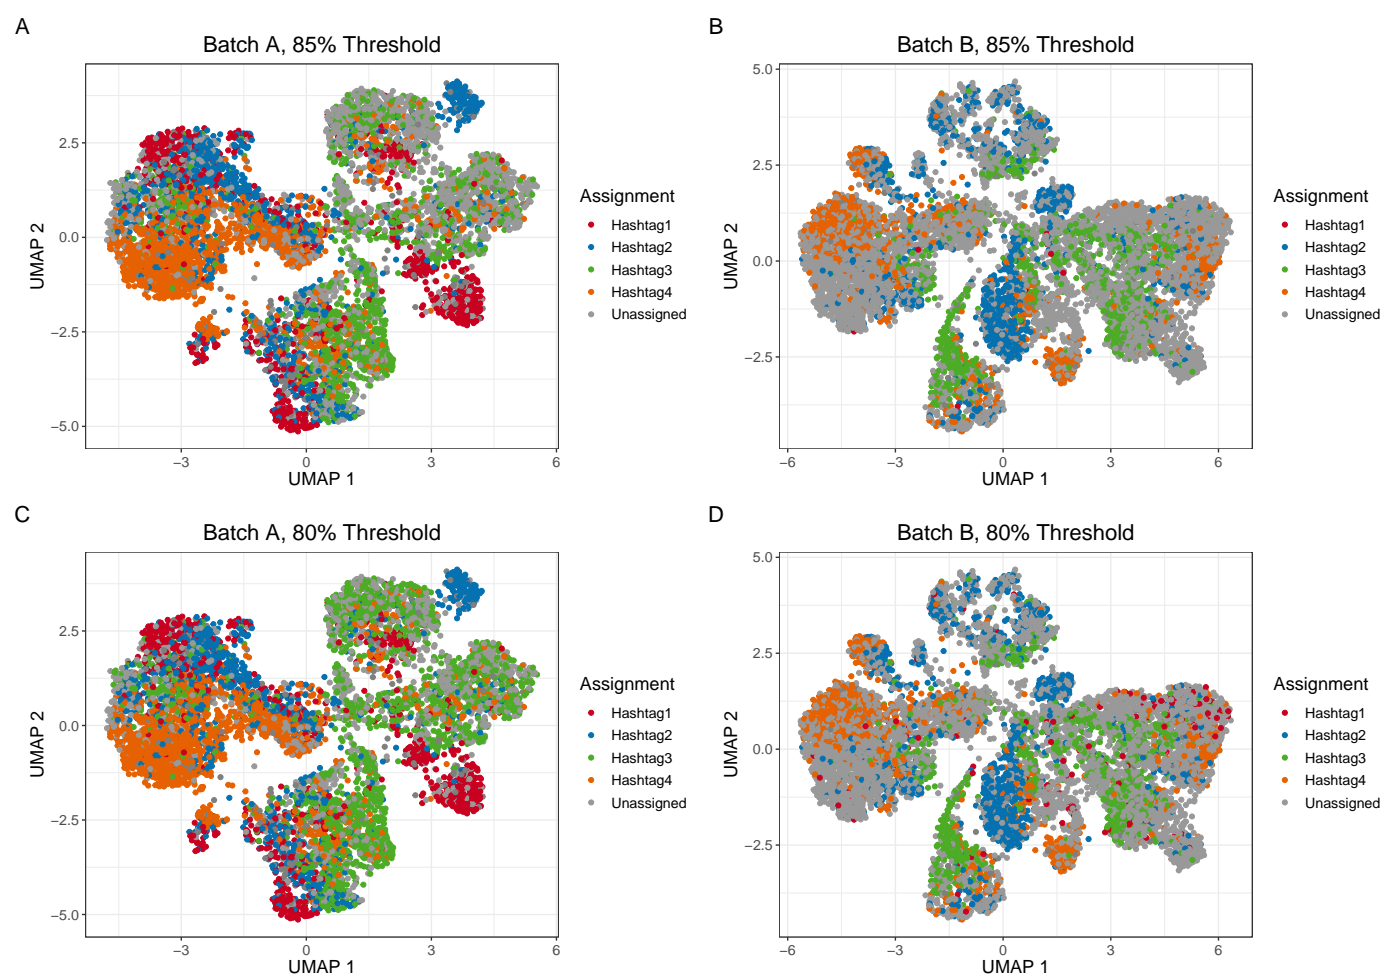 A
Batch A, 85% Threshold
UMAP 2
2.5
0.0
−2.5
−5.0
−3
0
3
6
UMAP 1
Assignment
Hashtag1
Hashtag2
Hashtag3
Hashtag4
Unassigned
B
Batch B, 85% Threshold
UMAP 2
5.0
2.5
0.0
−2.5
−6
−3
0
3
6
UMAP 1
Assignment
Hashtag1
Hashtag2
Hashtag3
Hashtag4
Unassigned
C
Batch A, 80% Threshold
UMAP 2
2.5
0.0
−2.5
−5.0
−3
0
3
6
UMAP 1
Assignment
Hashtag1
Hashtag2
Hashtag3
Hashtag4
Unassigned
D
Batch B, 80% Threshold
UMAP 2
5.0
2.5
0.0
−2.5
−6
−3
0
3
6
UMAP 1
Assignment
Hashtag1
Hashtag2
Hashtag3
Hashtag4
Unassigned